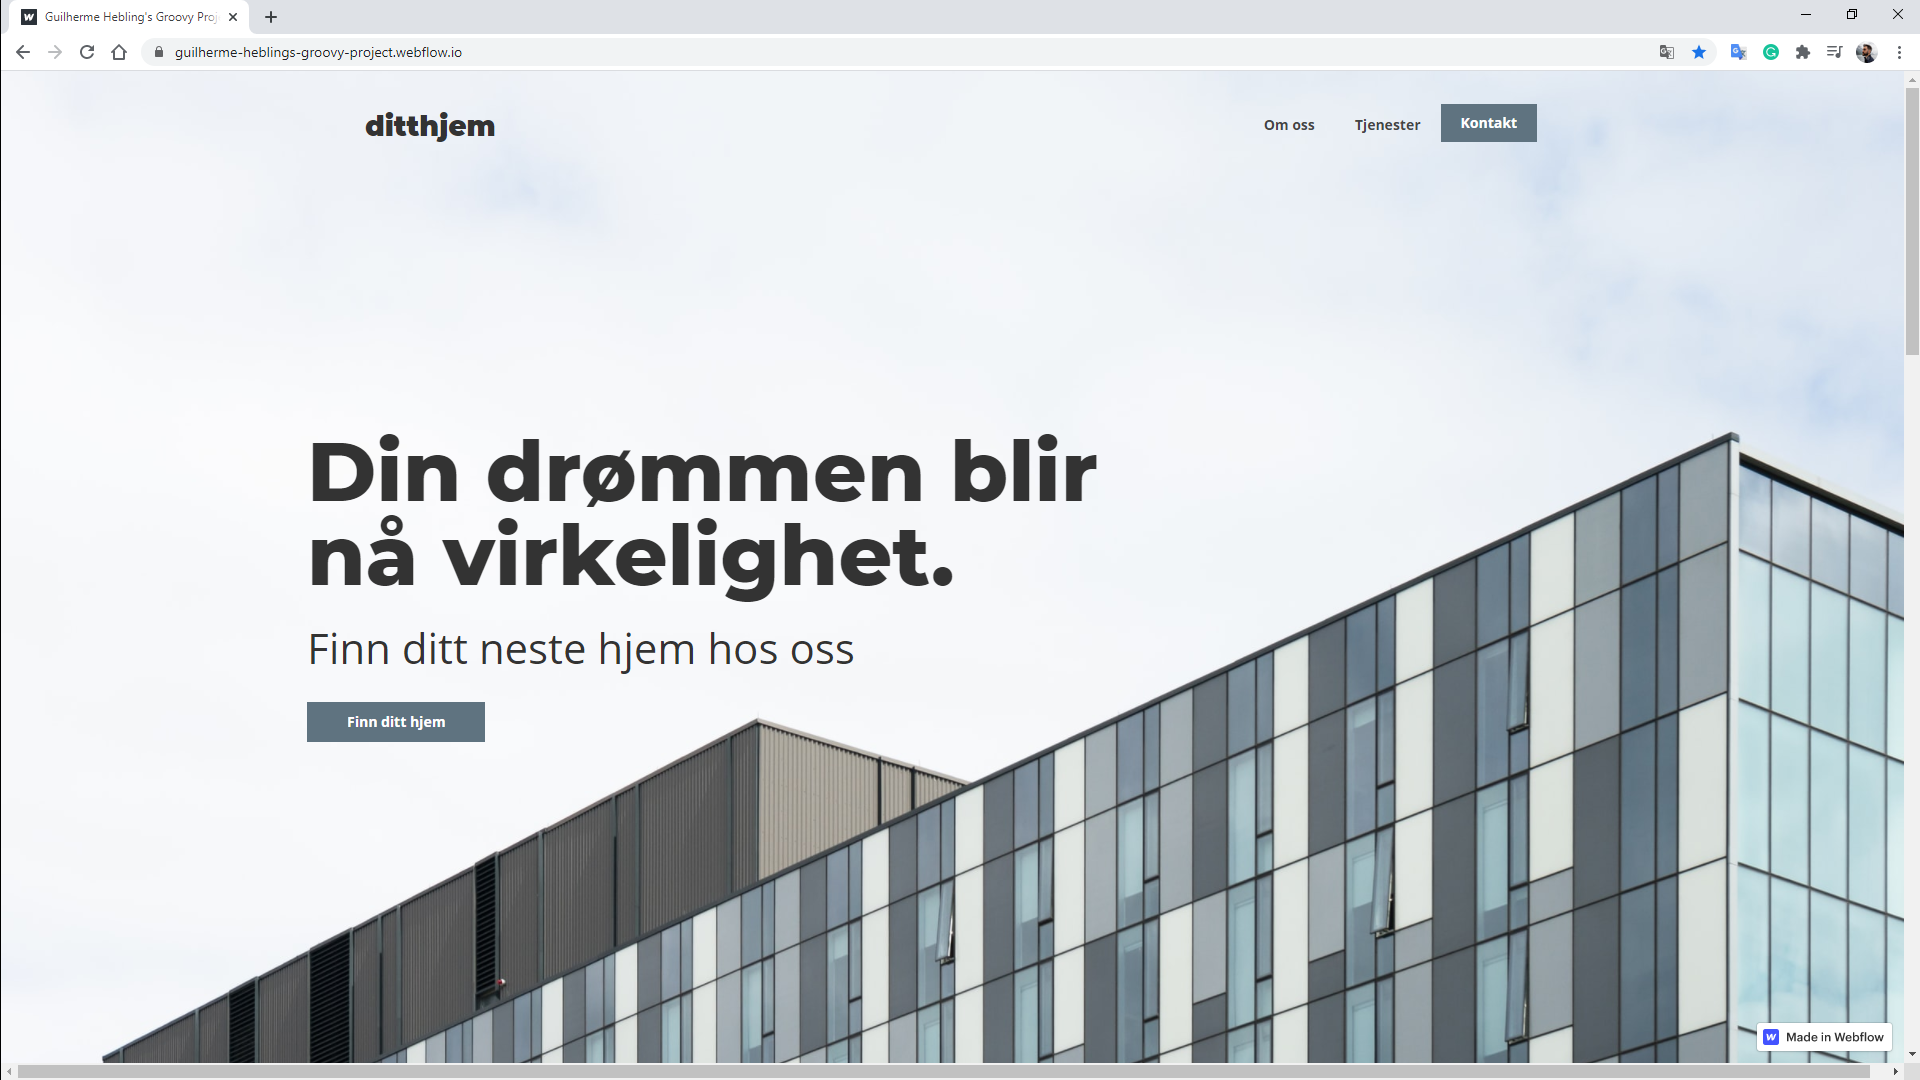 Guilherme Hebling's Groovy Proj
guilherme-heblings-groovy-project.webflow.io
ditthjem
Om oss
Tjenester
Kontakt
Din drømmen blir
nå virkelighet.
Finn ditt neste hjem hos oss
Finn ditt hjem
Made in Webflow